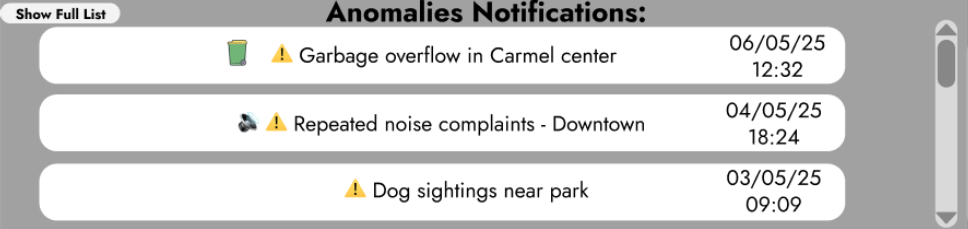 Show Full List
Anomalies Notifications:
Garbage overflow in Carmel center
06/05/25
12:32
Repeated noise complaints - Downtown
04/05/25
18:24
Dog sightings near park
03/05/25
09:09